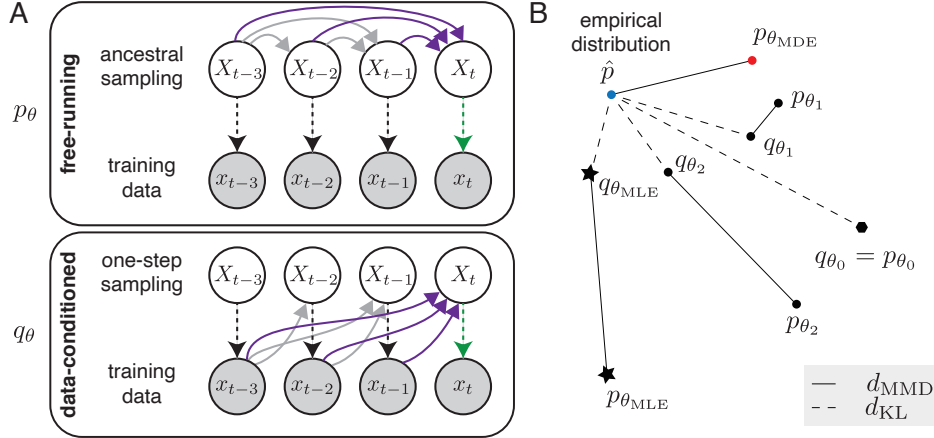 A
p_θ
free-running
ancestral
sampling
X_{t−3} X_{t−2} X_{t−1} X_t
training
data
x_{t−3} x_{t−2} x_{t−1} x_t
q_θ
data-conditioned
one-step
sampling
X_{t−3} X_{t−2} X_{t−1} X_t
training
data
x_{t−3} x_{t−2} x_{t−1} x_t
B
empirical
distribution
p̂
p_{θ_MDE}
p_{θ_1}
q_{θ_1}
q_{θ_2}
q_{θ_MLE}
q_{θ_0} = p_{θ_0}
p_{θ_2}
p_{θ_MLE}
d_MMD
d_KL